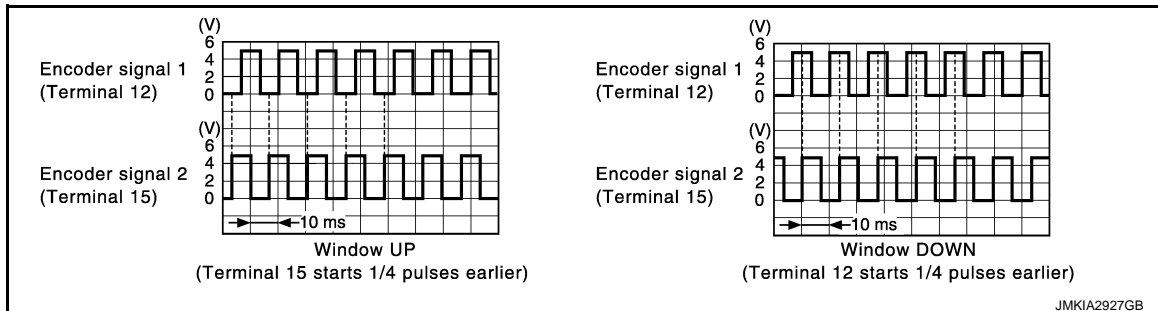 (V)
6
4
2
0
Encoder signal 1
(Terminal 12)
(V)
6
4
2
0
Encoder signal 2
(Terminal 15)
10 ms
Window UP
(Terminal 15 starts 1/4 pulses earlier)
(V)
6
4
2
0
Encoder signal 1
(Terminal 12)
(V)
6
4
2
0
Encoder signal 2
(Terminal 15)
10 ms
Window DOWN
(Terminal 12 starts 1/4 pulses earlier)
JMKIA2927GB